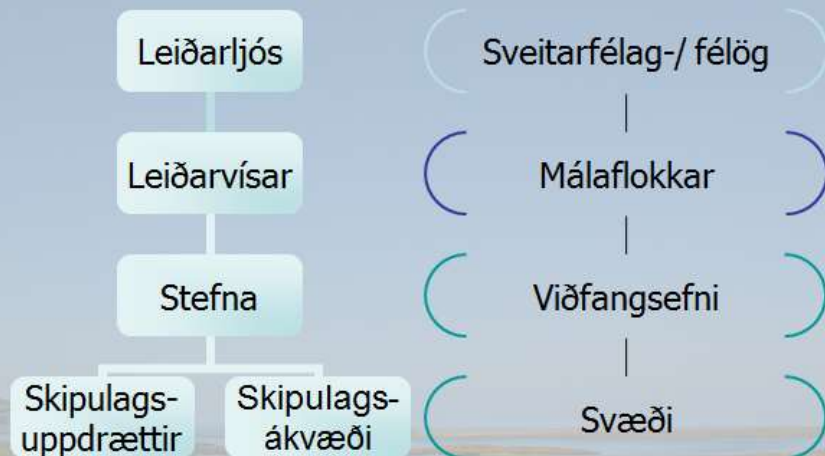 Leiðarljós
Sveitarfélag-/ félög
Leiðarvísar
Málaflokkar
Stefna
Viðfangsefni
Skipulags-
uppdrættir
Skipulags-
ákvæði
Svæði